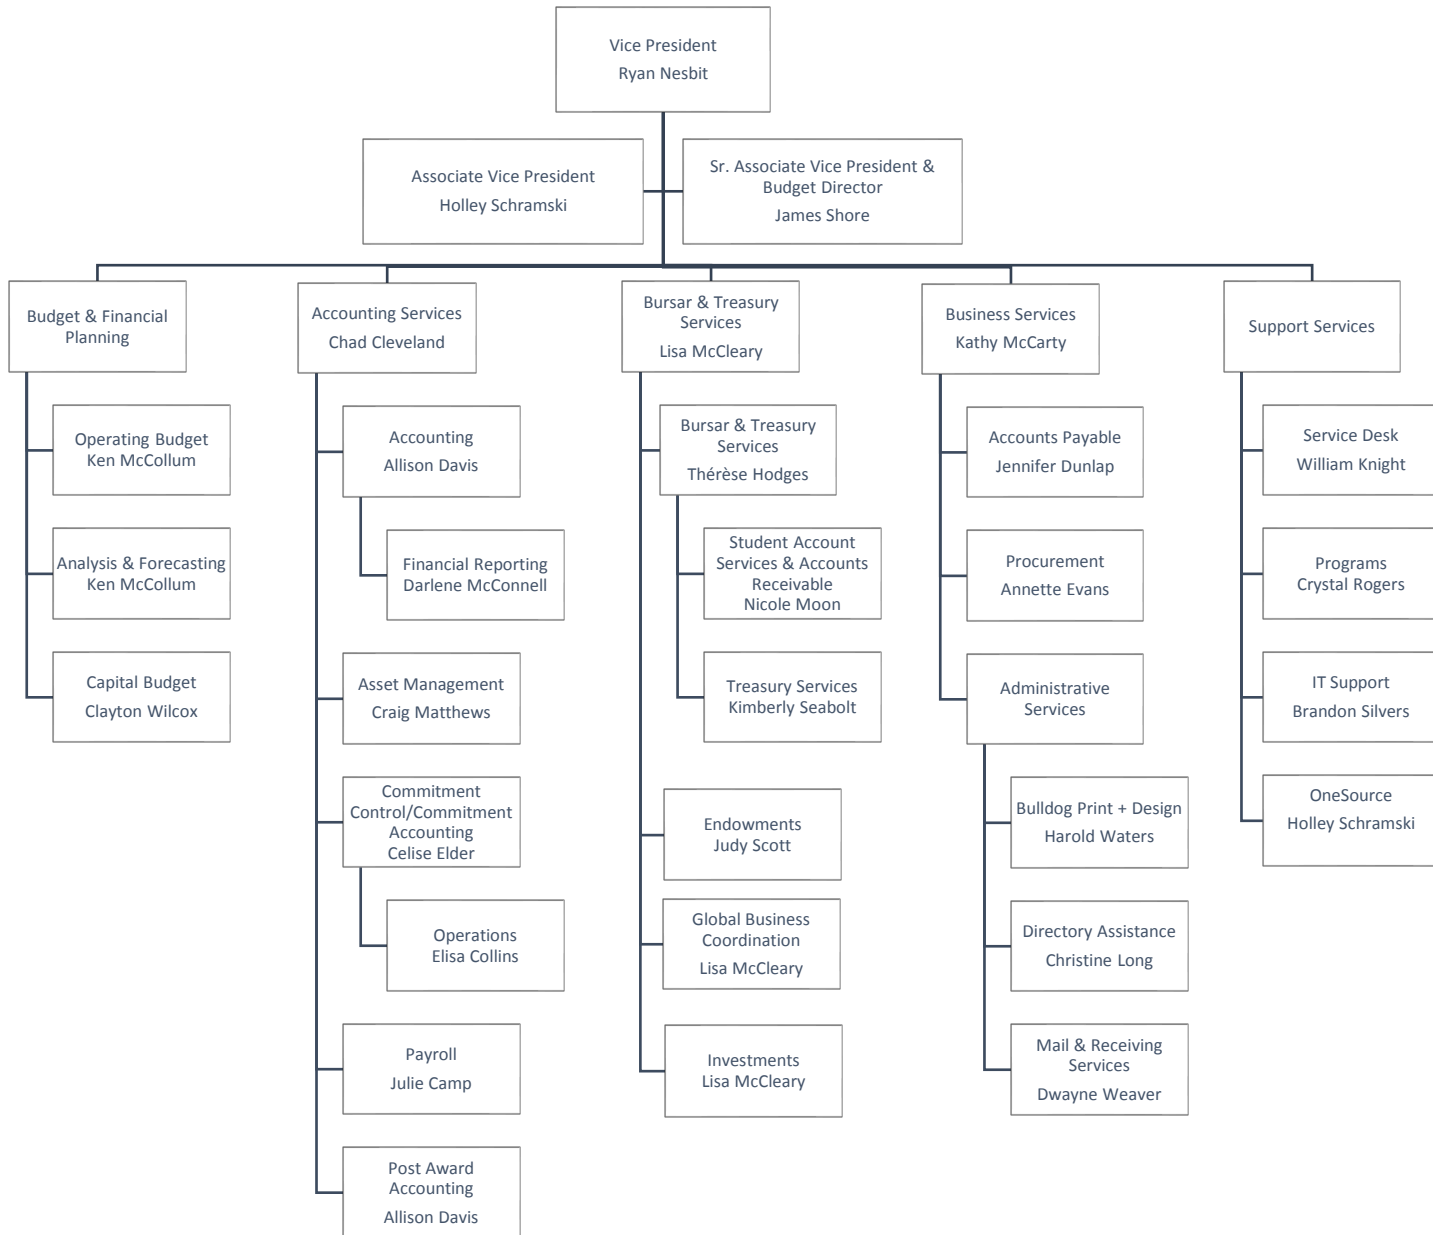 Vice President
Ryan Nesbit
Associate Vice President
Holley Schramski
Sr. Associate Vice President &
Budget Director
James Shore
Budget & Financial
Planning
Operating Budget
Ken McCollum
Analysis & Forecasting
Ken McCollum
Capital Budget
Clayton Wilcox
Accounting Services
Chad Cleveland
Accounting
Allison Davis
Financial Reporting
Darlene McConnell
Asset Management
Craig Matthews
Commitment
Control/Commitment
Accounting
Celise Elder
Operations
Elisa Collins
Payroll
Julie Camp
Post Award
Accounting
Allison Davis
Bursar & Treasury
Services
Lisa McCleary
Bursar & Treasury
Services
Thérèse Hodges
Student Account
Services & Accounts
Receivable
Nicole Moon
Treasury Services
Kimberly Seabolt
Endowments
Judy Scott
Global Business
Coordination
Lisa McCleary
Investments
Lisa McCleary
Business Services
Kathy McCarty
Accounts Payable
Jennifer Dunlap
Procurement
Annette Evans
Administrative
Services
Bulldog Print + Design
Harold Waters
Directory Assistance
Christine Long
Mail & Receiving
Services
Dwayne Weaver
Support Services
Service Desk
William Knight
Programs
Crystal Rogers
IT Support
Brandon Silvers
OneSource
Holley Schramski